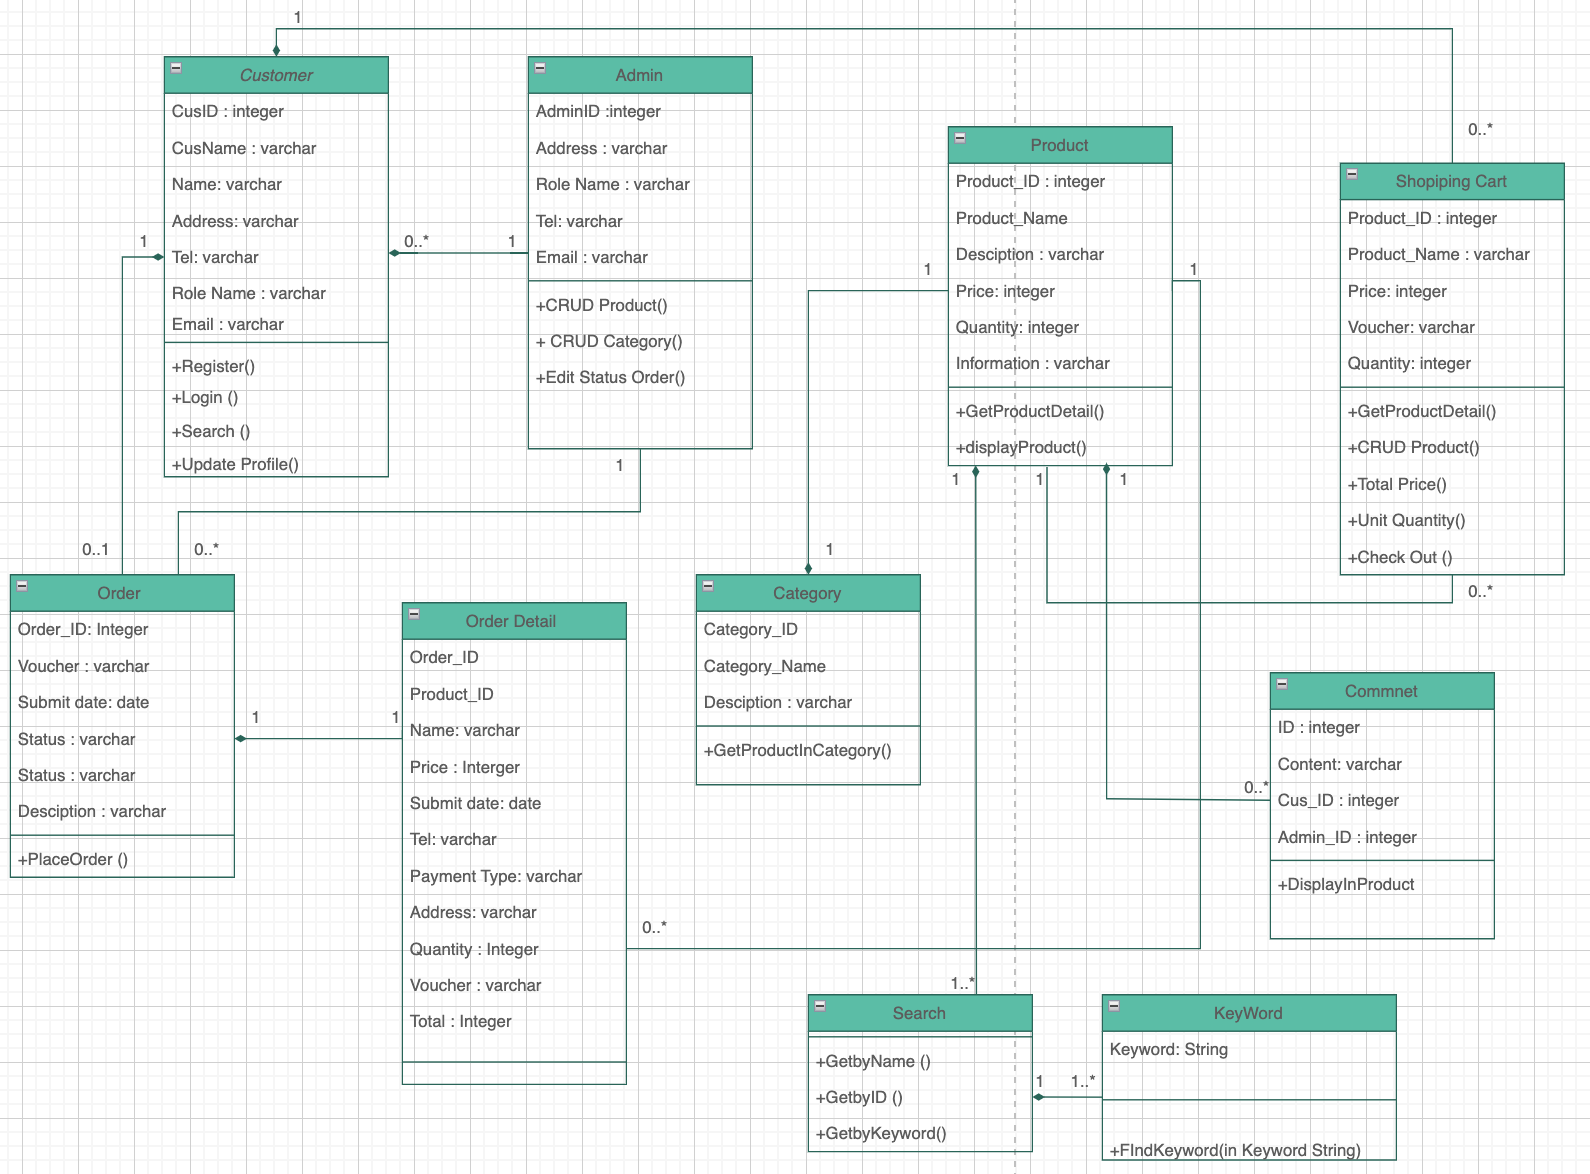 1
Customer
CusID : integer
CusName : varchar
Name: varchar
Address: varchar
Tel: varchar
Role Name : varchar
Email : varchar
+Register()
+Login ()
+Search ()
+Update Profile()
1
0..*
1
Admin
AdminID :integer
Address : varchar
Role Name : varchar
Tel: varchar
Email : varchar
+CRUD Product()
+ CRUD Category()
+Edit Status Order()
1
Product
Product_ID : integer
Product_Name
Desciption : varchar
Price: integer
Quantity: integer
Information : varchar
+GetProductDetail()
+displayProduct()
1
1
1
1
1
0..*
Shopiping Cart
Product_ID : integer
Product_Name : varchar
Price: integer
Voucher: varchar
Quantity: integer
+GetProductDetail()
+CRUD Product()
+Total Price()
+Unit Quantity()
+Check Out ()
0..*
0..1
0..*
Order
Order_ID: Integer
Voucher : varchar
Submit date: date
Status : varchar
Status : varchar
Desciption : varchar
+PlaceOrder ()
1
1
Order Detail
Order_ID
Product_ID
Name: varchar
Price : Interger
Submit date: date
Tel: varchar
Payment Type: varchar
Address: varchar
Quantity : Integer
Voucher : varchar
Total : Integer
0..*
1
Category
Category_ID
Category_Name
Desciption : varchar
+GetProductInCategory()
Commnet
ID : integer
Content: varchar
Cus_ID : integer
Admin_ID : integer
+DisplayInProduct
0..*
1..*
Search
+GetbyName ()
+GetbyID ()
+GetbyKeyword()
1
1..*
KeyWord
Keyword: String
+FIndKeyword(in Keyword String)